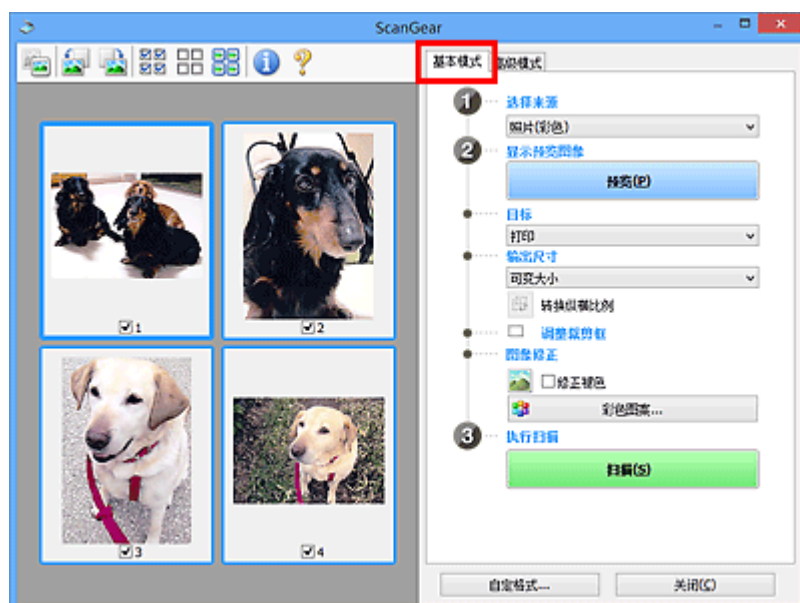 ScanGear
基本模式 高级模式
1 选择来源
照片(彩色)
2 显示预览图像
预览(P)
目标
打印
输出尺寸
可变大小
转换纵横比例
调整裁剪框
图像修正
修正褪色
彩色图案...
3 执行扫描
扫描(S)
1
2
3
4
自定格式...
关闭(C)